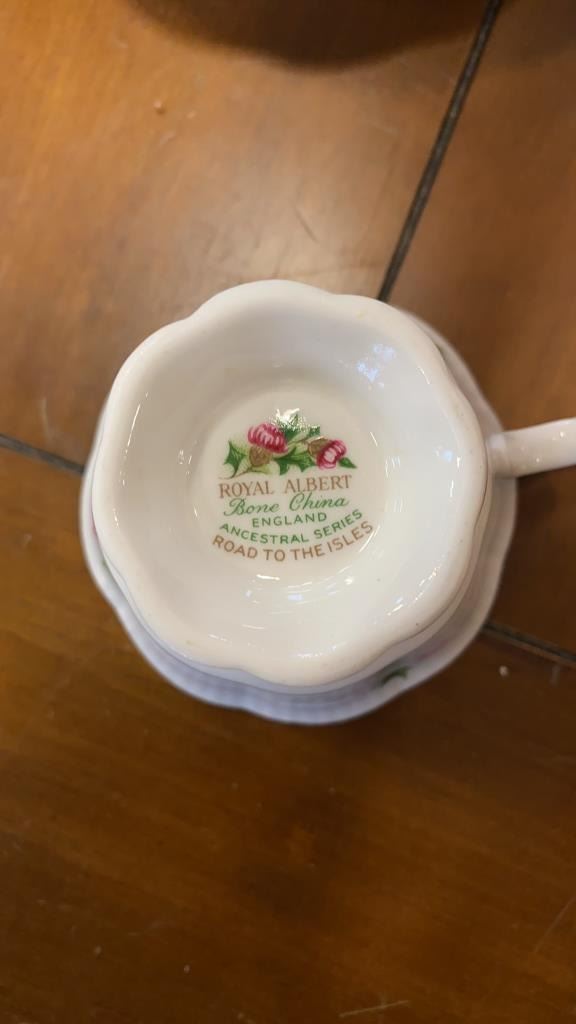 ROYAL ALBERT
Bone China
ENGLAND
ANCESTRAL SERIES
ROAD TO THE ISLES